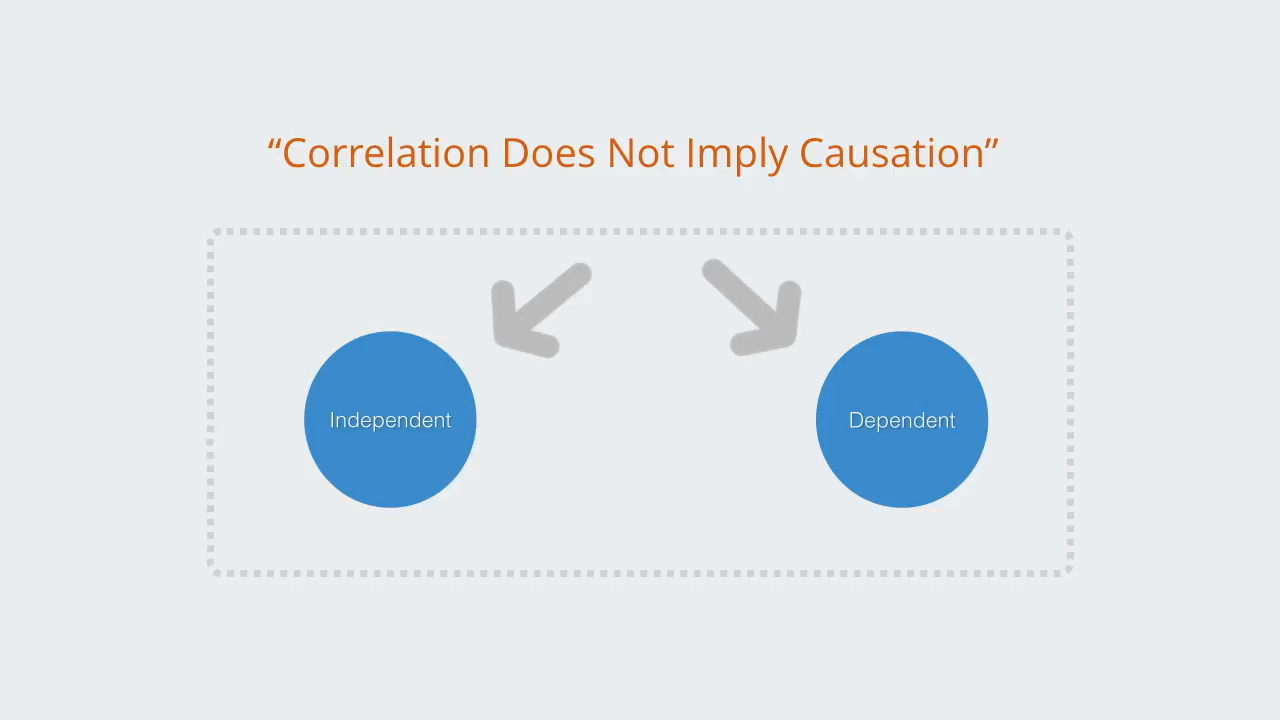 “Correlation Does Not Imply Causation”
Independent
Dependent